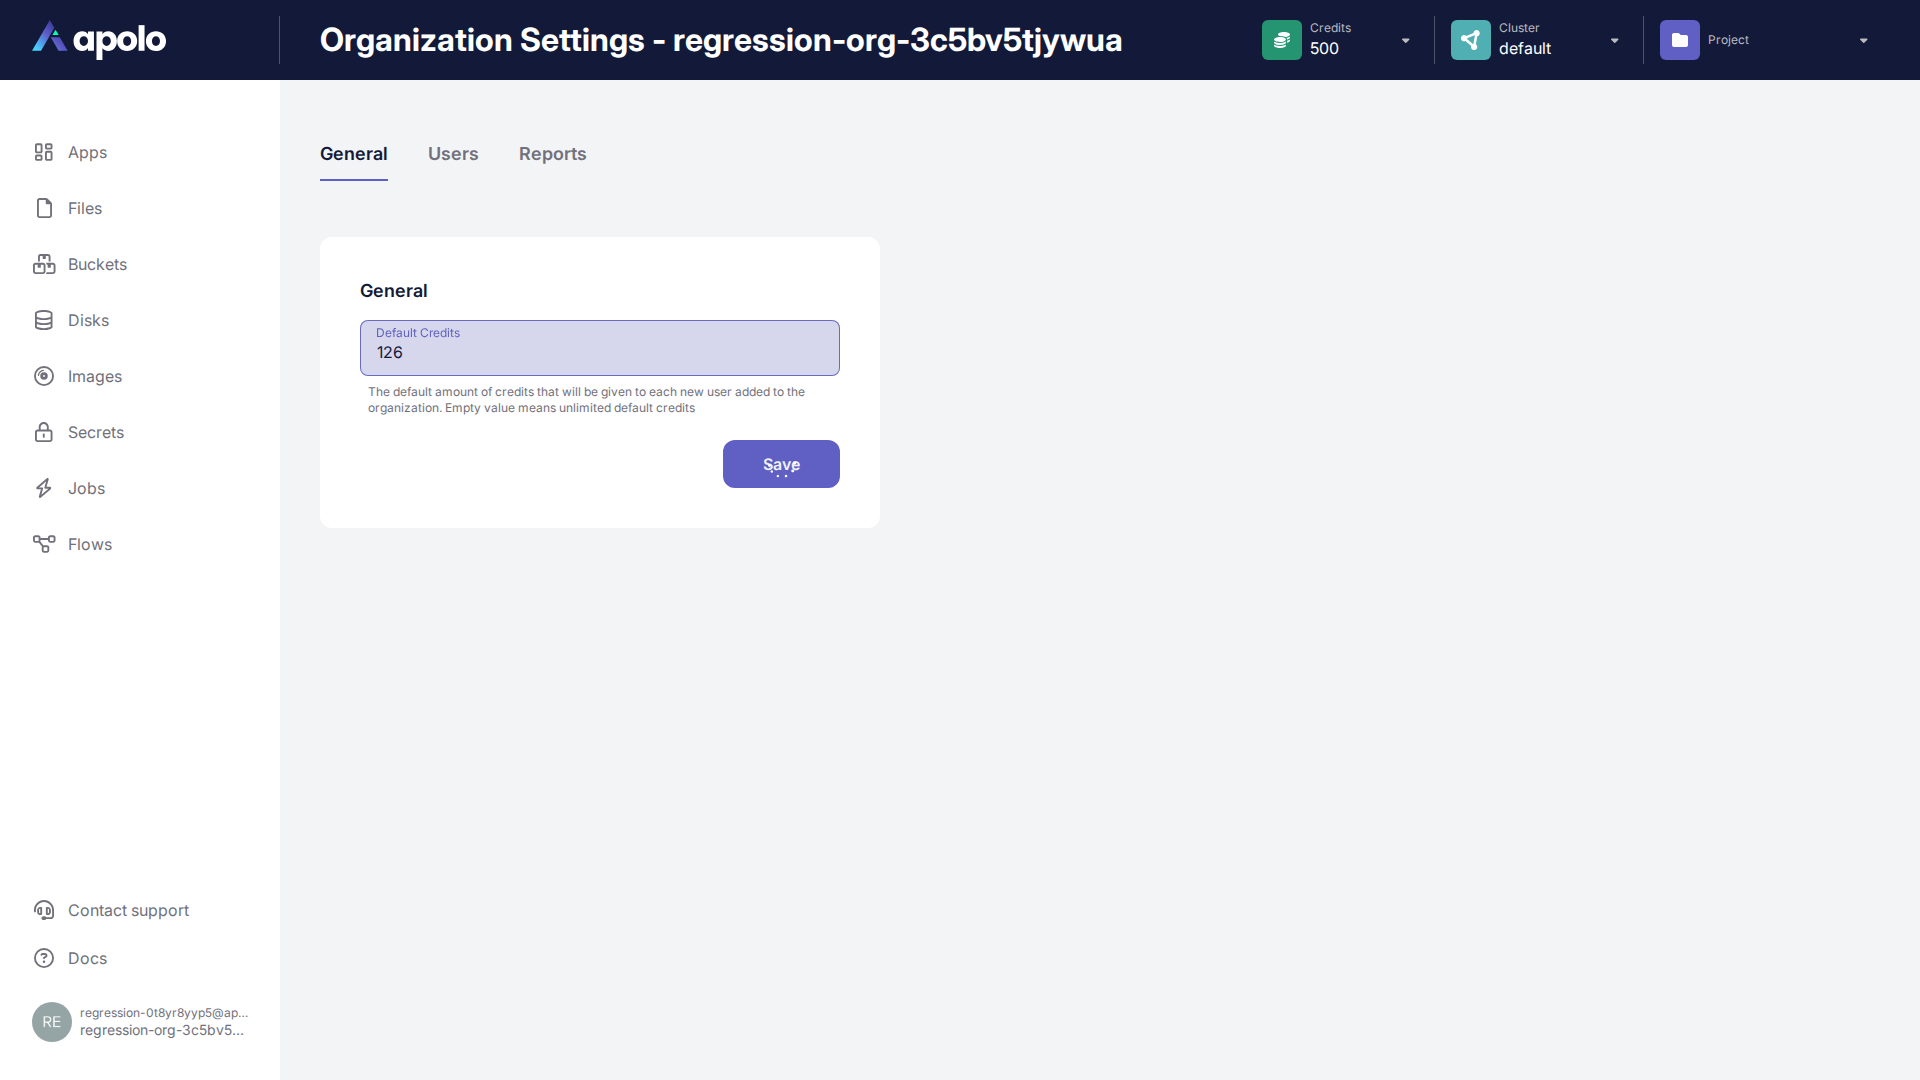 apolo
Organization Settings - regression-org-3c5bv5tjywua
Credits
500
Cluster
default
Project
Apps
Files
Buckets
Disks
Images
Secrets
Jobs
Flows
General
Users
Reports
General
Default Credits
126
The default amount of credits that will be given to each new user added to the
organization. Empty value means unlimited default credits
Save
Contact support
Docs
RE
regression-0t8yr8yyp5@ap...
regression-org-3c5bv5...